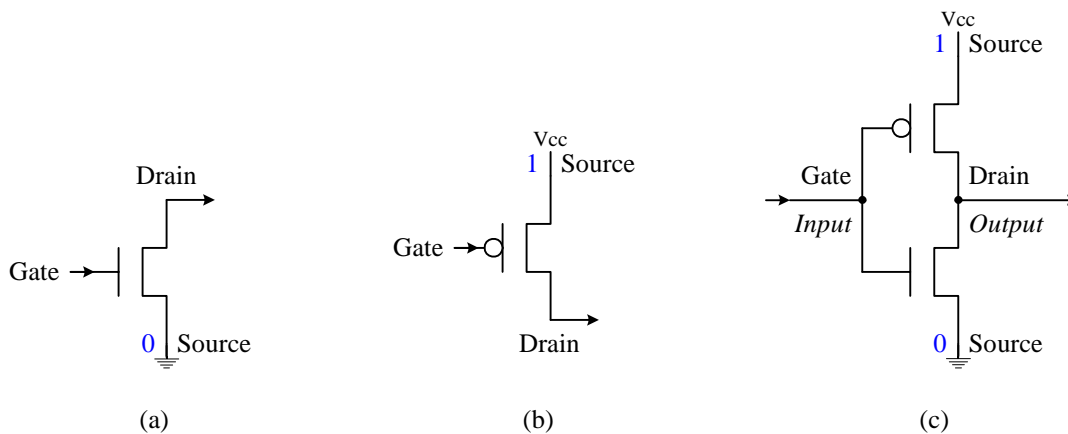 Drain
Gate
0 Source
(a)
Vcc
1 Source
Gate
Drain
(b)
Vcc
1 Source
Gate Drain
Input Output
0 Source
(c)